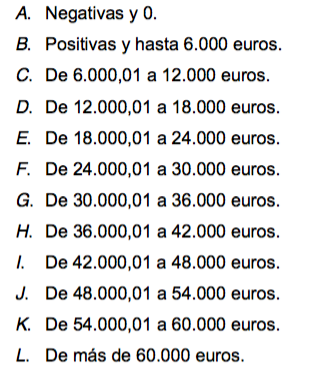 A. Negativas y 0.
B. Positivas y hasta 6.000 euros.
C. De 6.000,01 a 12.000 euros.
D. De 12.000,01 a 18.000 euros.
E. De 18.000,01 a 24.000 euros.
F. De 24.000,01 a 30.000 euros.
G. De 30.000,01 a 36.000 euros.
H. De 36.000,01 a 42.000 euros.
I. De 42.000,01 a 48.000 euros.
J. De 48.000,01 a 54.000 euros.
K. De 54.000,01 a 60.000 euros.
L. De más de 60.000 euros.